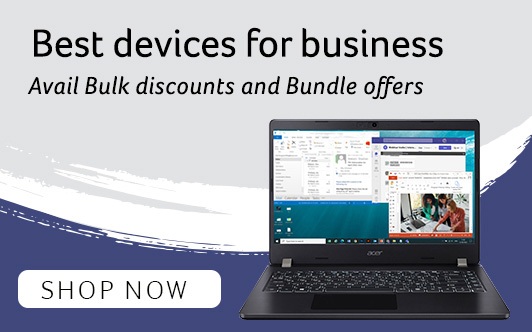 Best devices for business
Avail Bulk discounts and Bundle offers
acer
SHOP NOW